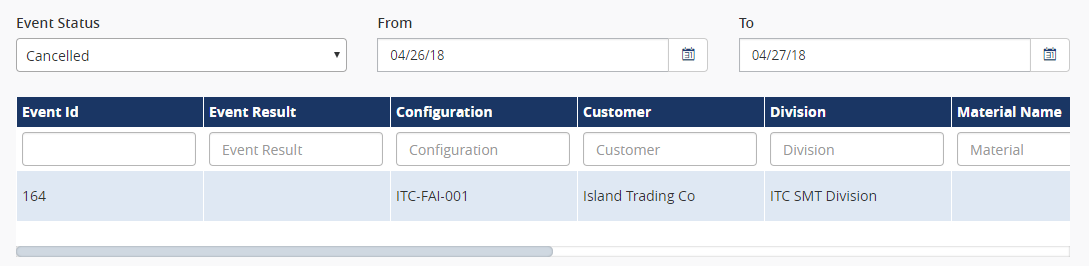 Event Status From To
Cancelled 04/26/18 04/27/18
Event Id Event Result Configuration Customer Division Material Name
Event Result Configuration Customer Division Material
164 ITC-FAI-001 Island Trading Co ITC SMT Division